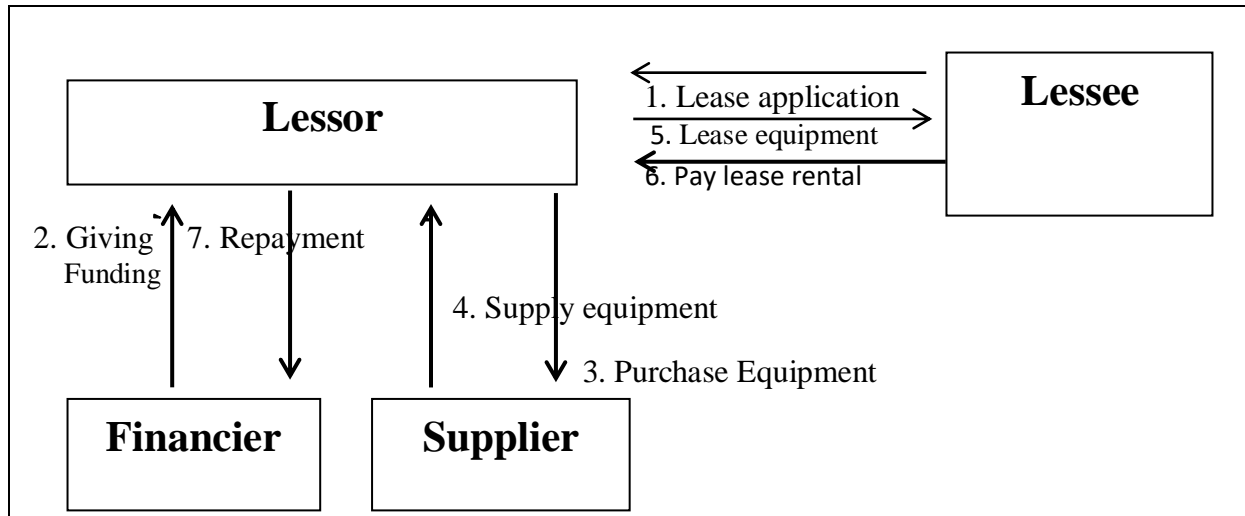 Lessor
Lessee
1. Lease application
5. Lease equipment
6. Pay lease rental
2. Giving
Funding
7. Repayment
4. Supply equipment
3. Purchase Equipment
Financier
Supplier